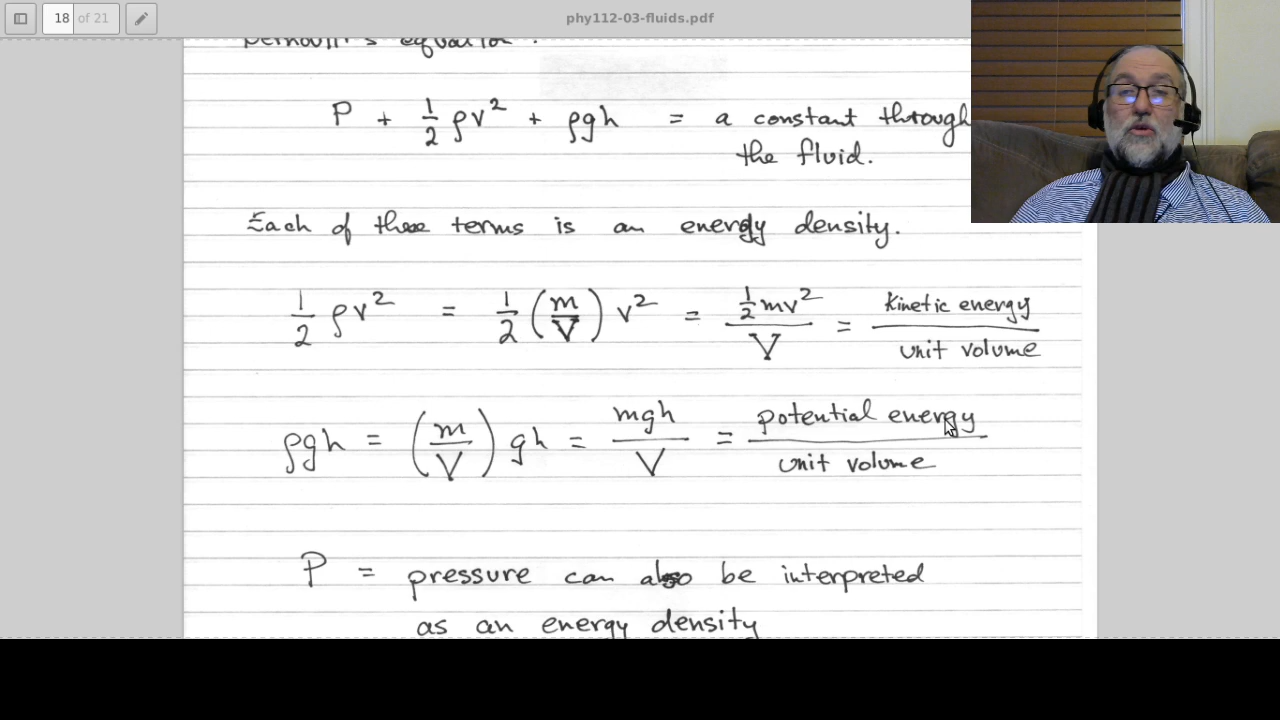 18 of 21
phy112-03-fluids.pdf
Bernoulli's equation :
P + 1/2 ρv² + ρgh = a constant through
the fluid.
Each of these terms is an energy density.
1/2 ρv² = 1/2 (m/V) v² = 1/2 mv² / V = kinetic energy / unit volume
ρgh = (m/V) gh = mgh / V = potential energy / unit volume
P = pressure can also be interpreted
as an energy density